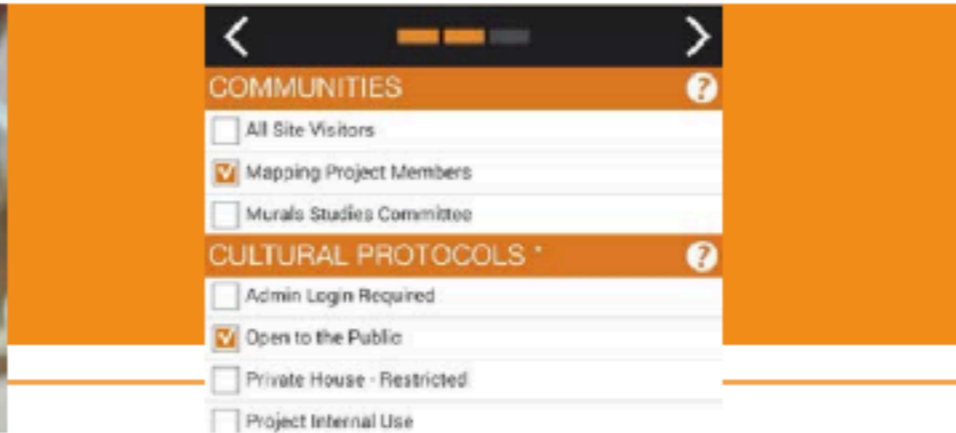 COMMUNITIES ?
All Site Visitors
Mapping Project Members
Murals Studies Committee
CULTURAL PROTOCOLS * ?
Admin Login Required
Open to the Public
Private House - Restricted
Project Internal Use